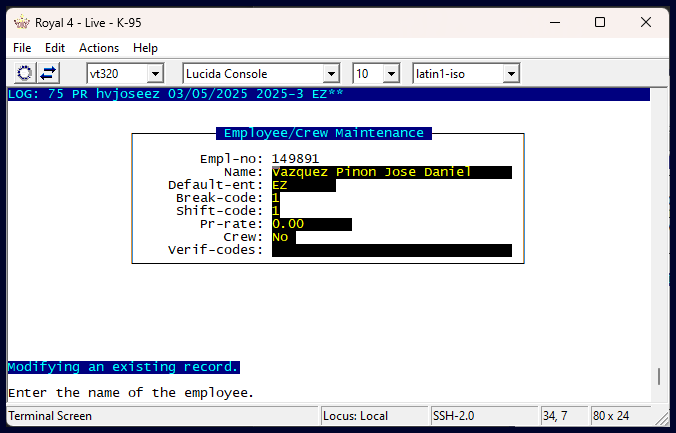 Royal 4 - Live - K-95
File Edit Actions Help
vt320 Lucida Console 10 latin1-iso
LOG: 75 PR hvjoseez 03/05/2025 2025-3 EZ**
Employee/Crew Maintenance
Empl-no: 149891
Name: Vazquez Pinon Jose Daniel
Default-ent: EZ
Break-code: 1
Shift-code: 1
Pr-rate: 0.00
Crew: No
Verif-codes:
Modifying an existing record.
Enter the name of the employee.
Terminal Screen Locus: Local SSH-2.0 34, 7 80 x 24